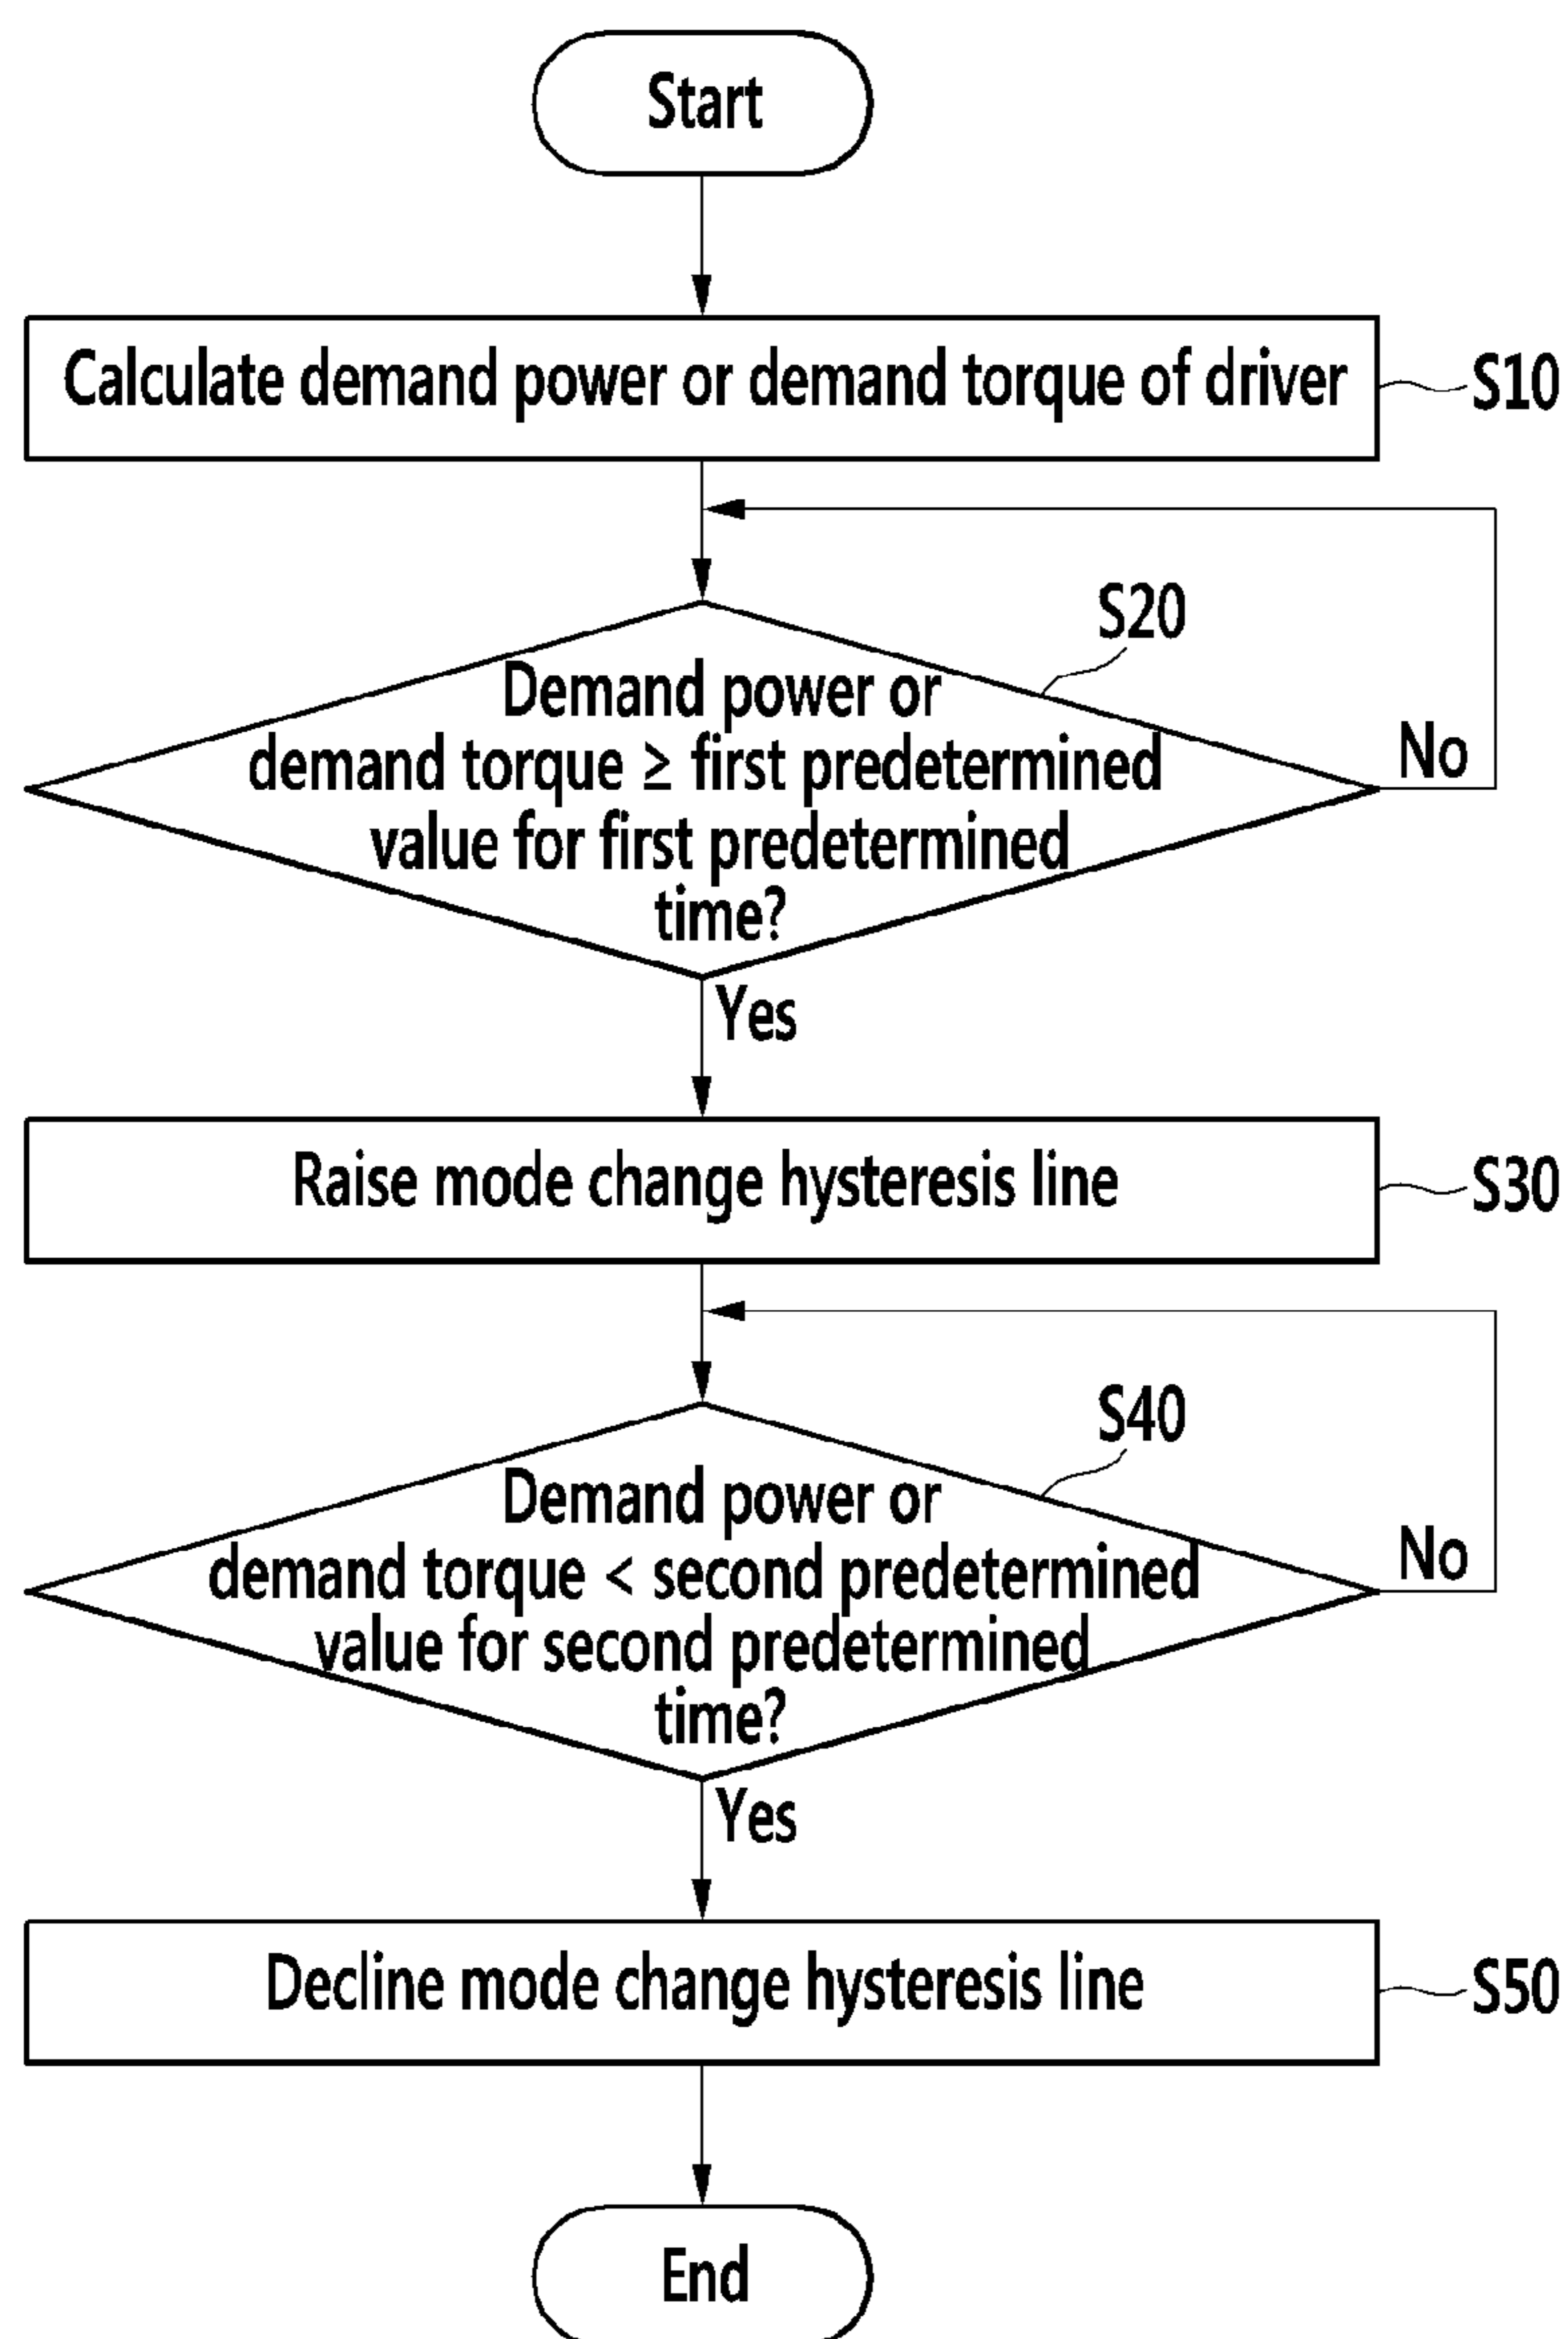 Start
Calculate demand power or demand torque of driver
S10
S20
Demand power or
demand torque ≥ first predetermined
value for first predetermined
time?
No
Yes
Raise mode change hysteresis line
S30
S40
Demand power or
demand torque < second predetermined
value for second predetermined
time?
No
Yes
Decline mode change hysteresis line
S50
End